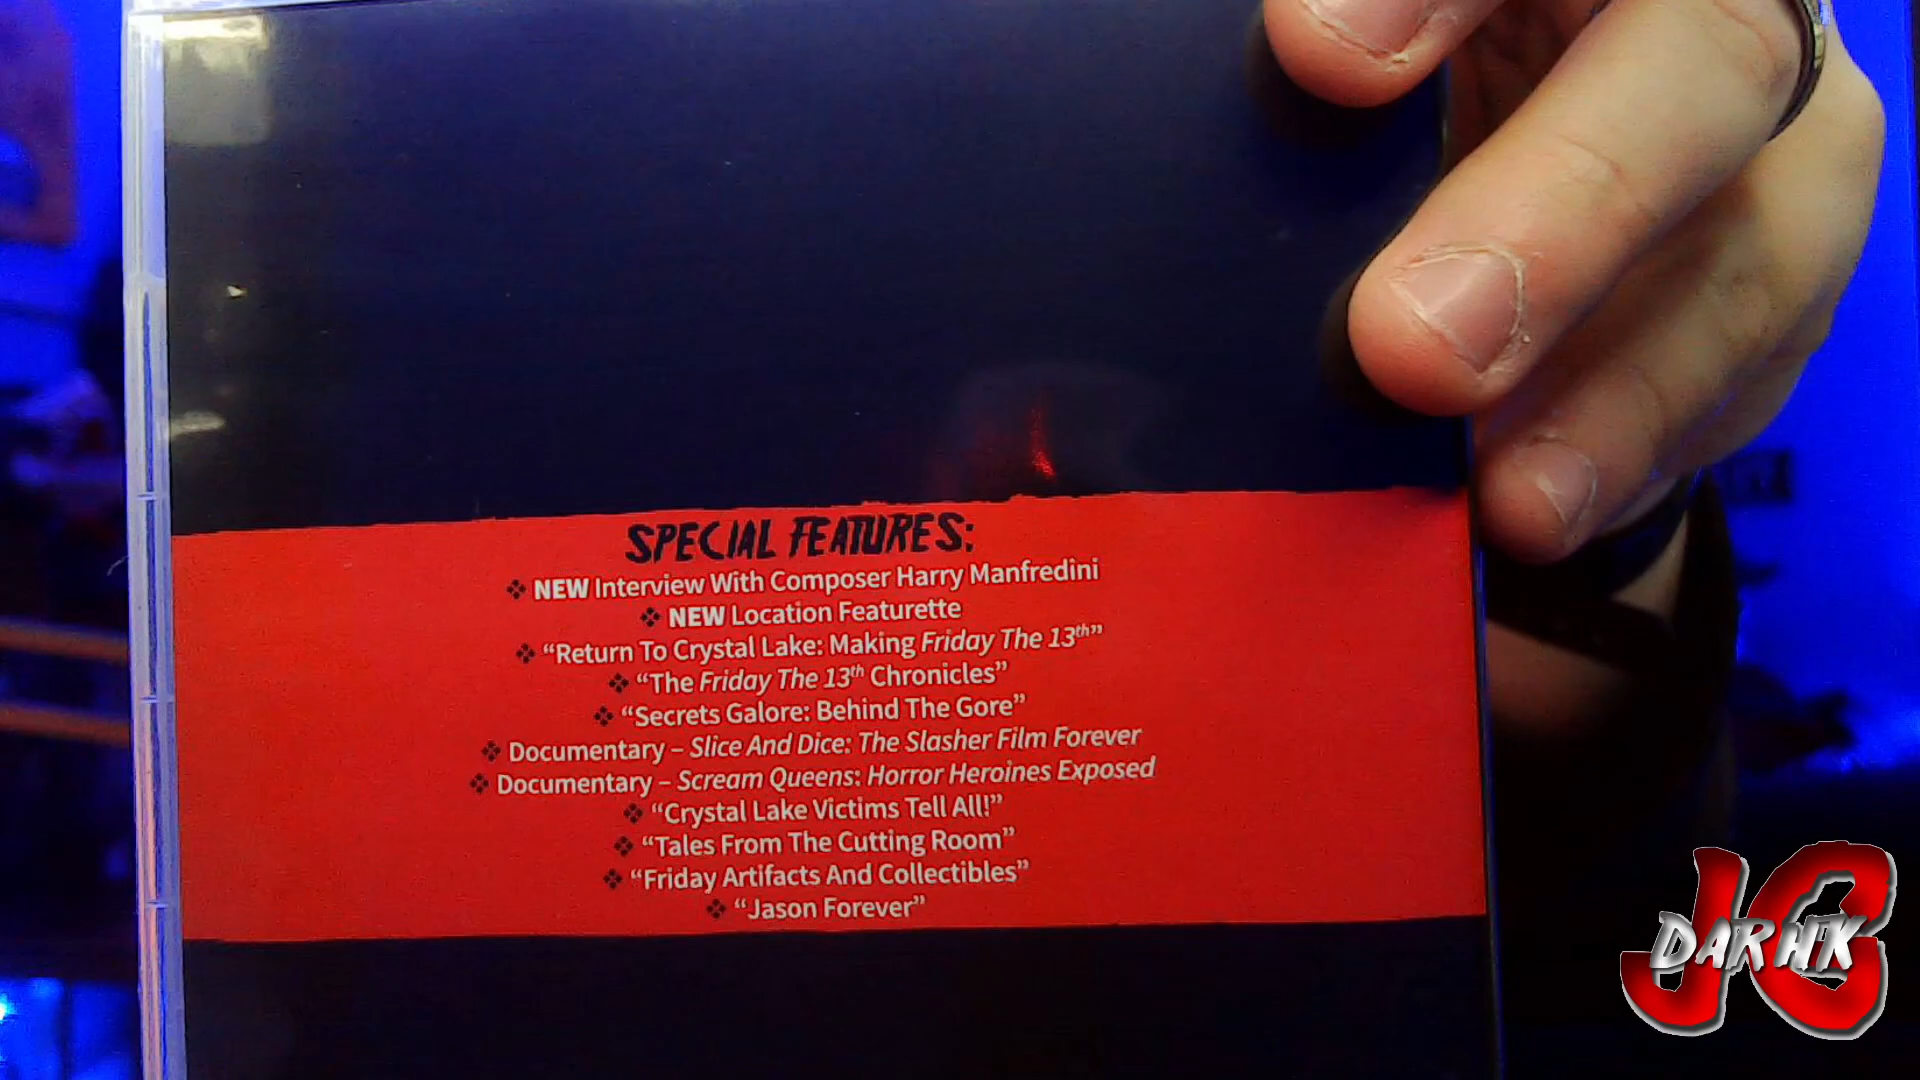 SPECIAL FEATURES:
❖ NEW Interview With Composer Harry Manfredini
❖ NEW Location Featurette
❖ “Return To Crystal Lake: Making Friday The 13th”
❖ “The Friday The 13th Chronicles”
❖ “Secrets Galore: Behind The Gore”
❖ Documentary – Slice And Dice: The Slasher Film Forever
❖ Documentary – Scream Queens: Horror Heroines Exposed
❖ “Crystal Lake Victims Tell All!”
❖ “Tales From The Cutting Room”
❖ “Friday Artifacts And Collectibles”
❖ “Jason Forever”
JC
DARHK